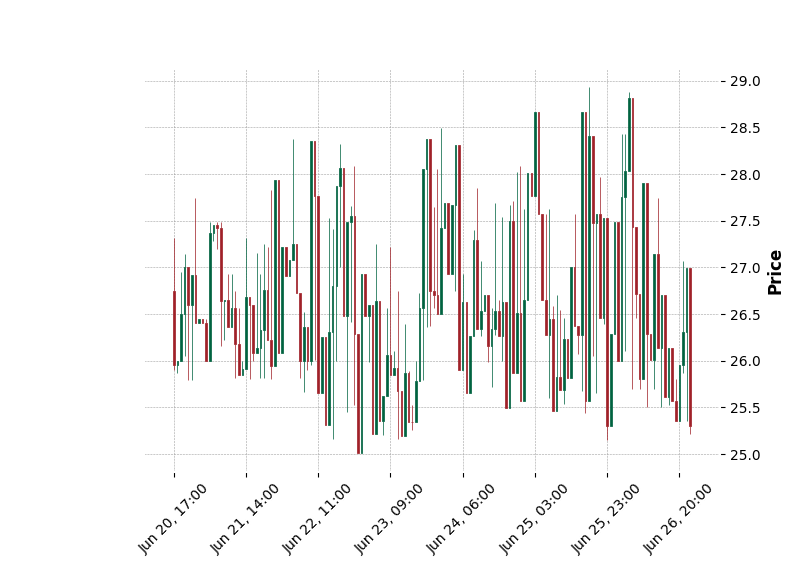 29.0
28.5
28.0
27.5
27.0
26.5
26.0
25.5
25.0
Price
Jun 20, 17:00
Jun 21, 14:00
Jun 22, 11:00
Jun 23, 09:00
Jun 24, 06:00
Jun 25, 03:00
Jun 25, 23:00
Jun 26, 20:00